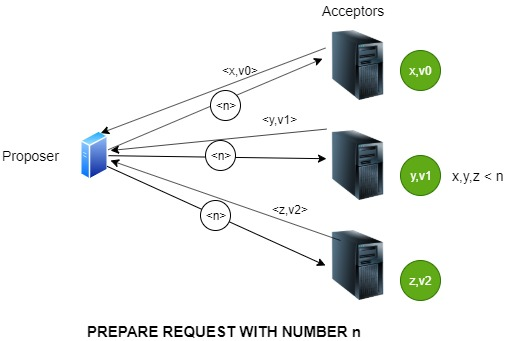 Acceptors
<x,v0>
x,v0
<n>
<y,v1>
Proposer
<n>
y,v1
x,y,z < n
<z,v2>
<n>
z,v2
PREPARE REQUEST WITH NUMBER n